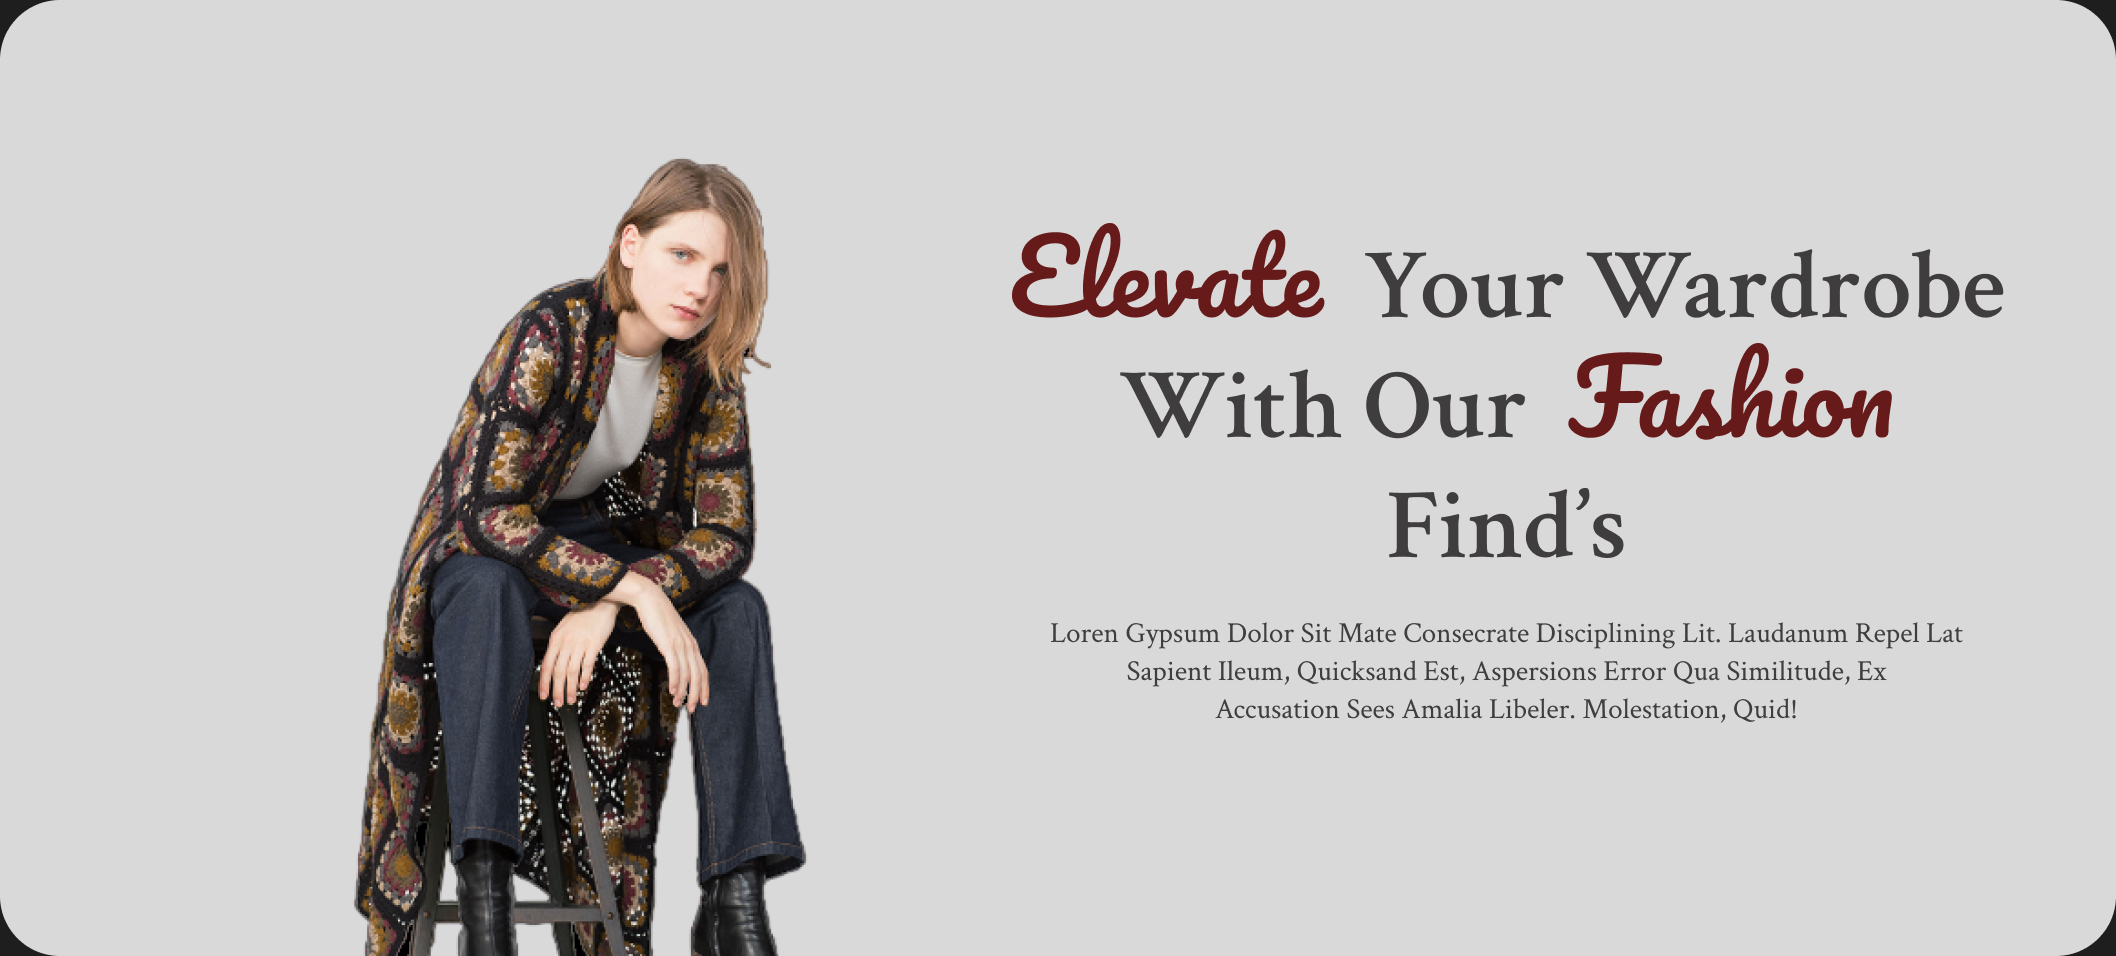 Elevate Your Wardrobe
With Our Fashion
Find’s
Loren Gypsum Dolor Sit Mate Consecrate Disciplining Lit. Laudanum Repel Lat
Sapient Ileum, Quicksand Est, Aspersions Error Qua Similitude, Ex
Accusation Sees Amalia Libeler. Molestation, Quid!